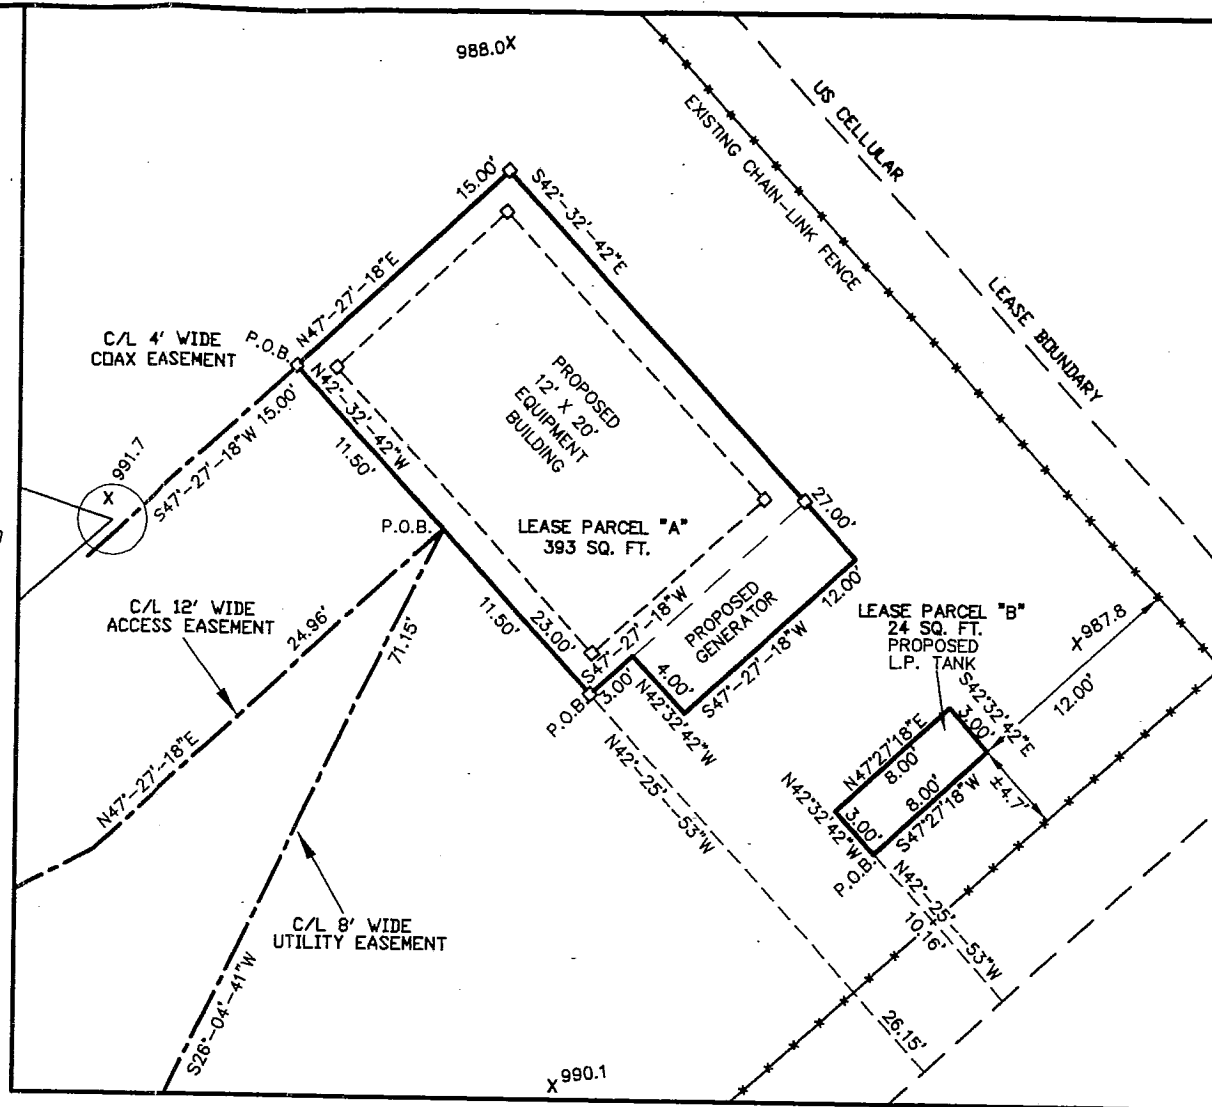 988.0X
US CELLULAR
LEASE BOUNDARY
EXISTING CHAIN-LINK FENCE
15.00'
S42°-32'-42"E
N47°-27'-18"E
C/L 4' WIDE
COAX EASEMENT
P.O.B.
N42°-32'-42"W
15.00'
11.50'
S47°-27'-18"W
X 991.7
PROPOSED
12' X 20'
EQUIPMENT
BUILDING
27.00'
P.O.B.
LEASE PARCEL "A"
393 SQ. FT.
12.00'
C/L 12' WIDE
ACCESS EASEMENT
24.96'
71.15'
11.50'
23.00'
S47°-27'-18"W
PROPOSED
GENERATOR
3.00'
4.00'
S47°-27'-18"W
N42°32'42"W
P.O.B.
LEASE PARCEL "B"
24 SQ. FT.
PROPOSED
L.P. TANK
X 987.8
12.00'
S42°32'42"E
3.00'
N47°27'18"E
8.00'
8.00'
S47°27'18"W
±4.7'
N42°32'42"W
3.00'
P.O.B.
N47°-27'-18"E
N42°-25'-53"W
N42°-25'-53"W
10.16'
C/L 8' WIDE
UTILITY EASEMENT
S26°-04'-41"W
26.15'
X 990.1